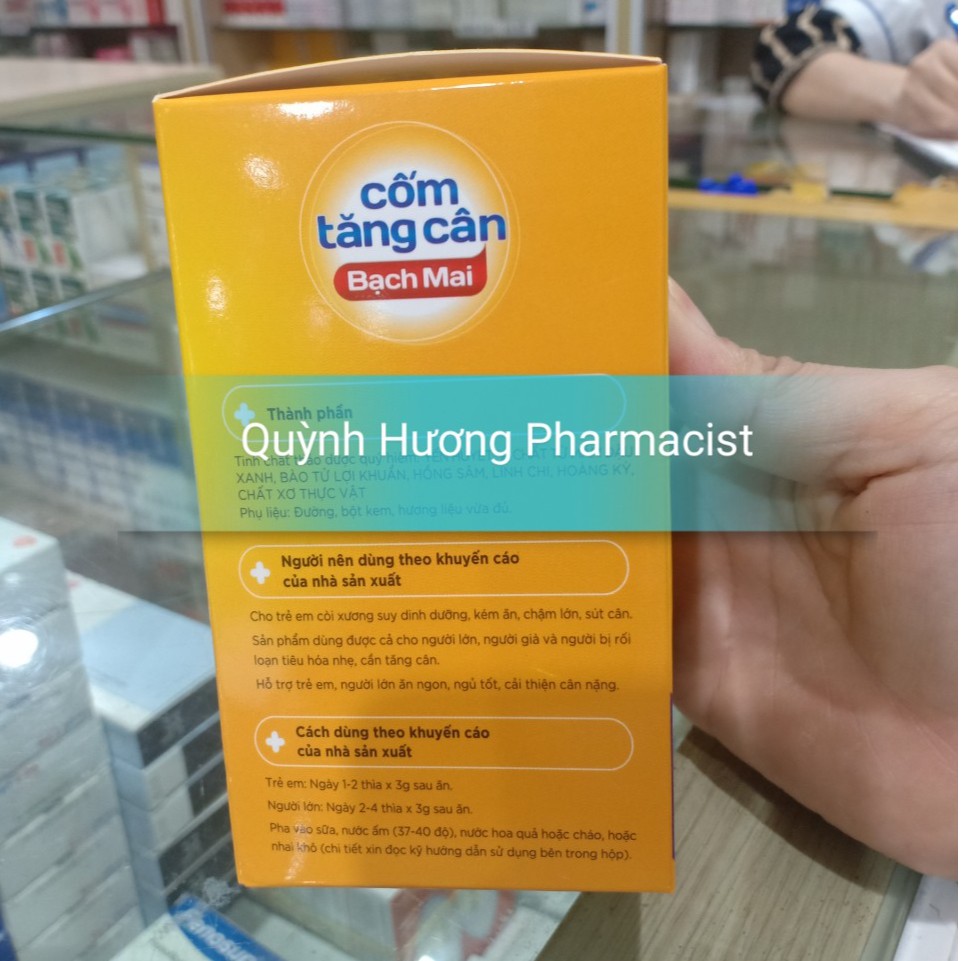 cốm
tăng cân
Bạch Mai
Thành phần
Quỳnh Hương Pharmacist
Tinh chất thảo dược quý hiếm:
XANH, BÀO TỬ LỢI KHUẨN, HỒNG SÂM, LINH CHI, HOÀNG KỲ,
CHẤT XƠ THỰC VẬT
Phụ liệu: Đường, bột kem, hương liệu vừa đủ.
Người nên dùng theo khuyến cáo
của nhà sản xuất
Cho trẻ em còi xương suy dinh dưỡng, kém ăn, chậm lớn, sút cân.
Sản phẩm dùng được cả cho người lớn, người già và người bị rối
loạn tiêu hóa nhẹ, cần tăng cân.
Hỗ trợ trẻ em, người lớn ăn ngon, ngủ tốt, cải thiện cân nặng.
Cách dùng theo khuyến cáo
của nhà sản xuất
Trẻ em: Ngày 1-2 thìa x 3g sau ăn.
Người lớn: Ngày 2-4 thìa x 3g sau ăn.
Pha vào sữa, nước ấm (37-40 độ), nước hoa quả hoặc cháo, hoặc
nhai khô (chi tiết xin đọc kỹ hướng dẫn sử dụng bên trong hộp).